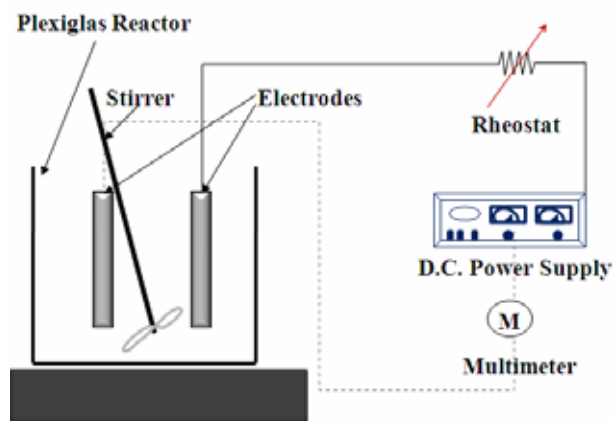 Plexiglas Reactor
Stirrer
Electrodes
Rheostat
D.C. Power Supply
M
Multimeter